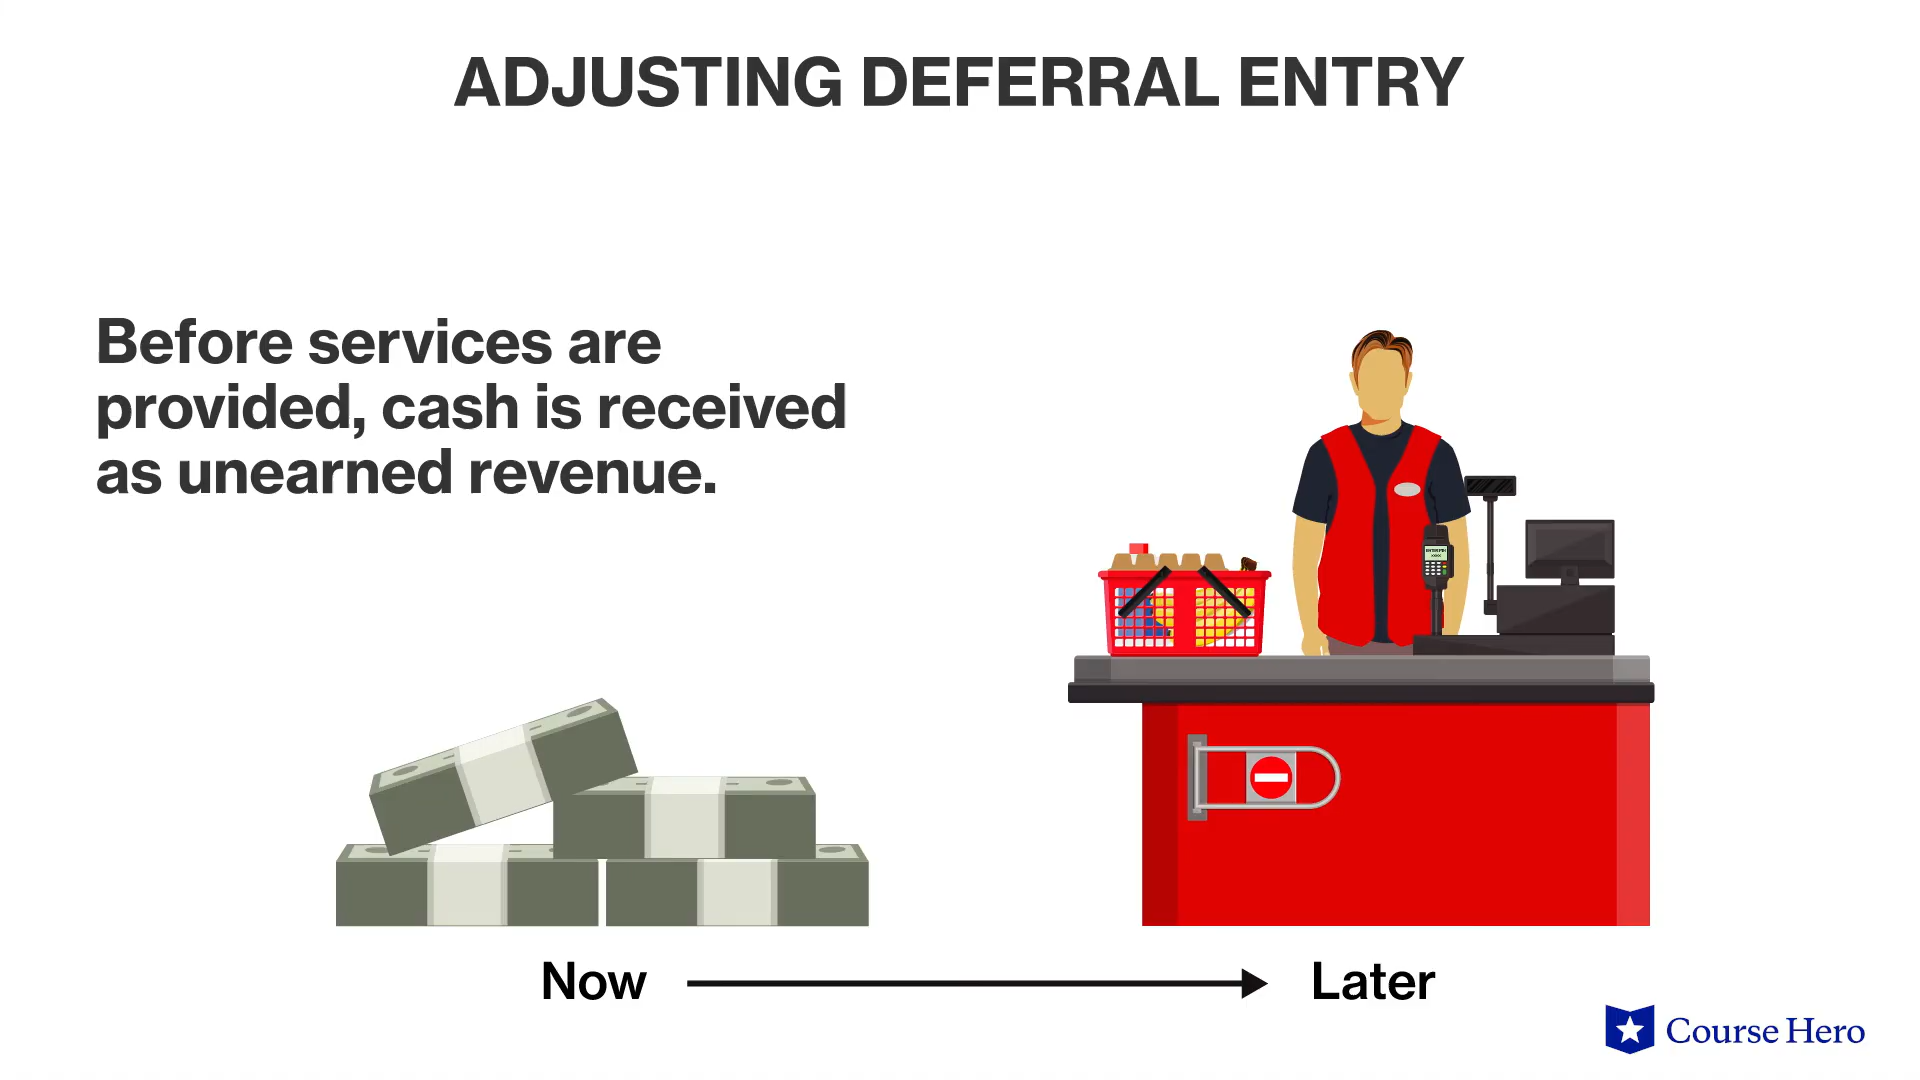 ADJUSTING DEFERRAL ENTRY
Before services are
provided, cash is received
as unearned revenue.
Now
Later
Course Hero